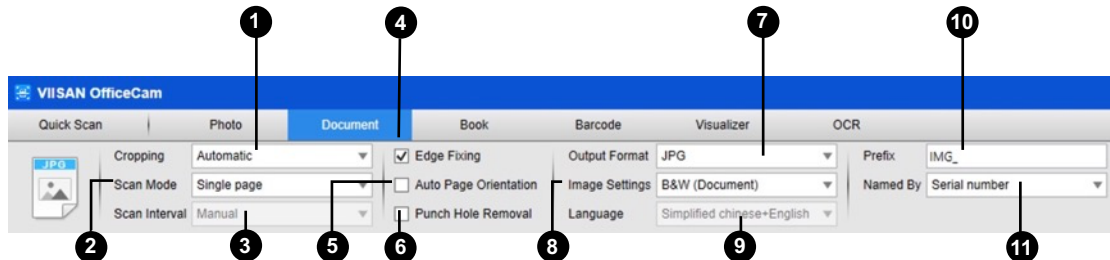 1 4 7 10
VIISAN OfficeCam
Quick Scan Photo Document Book Barcode Visualizer OCR
JPG Cropping Automatic Edge Fixing Output Format JPG Prefix IMG_
Scan Mode Single page Auto Page Orientation Image Settings B&W (Document) Named By Serial number
Scan Interval Manual Punch Hole Removal Language Simplified chinese+English
2 3 5 6 8 9 11